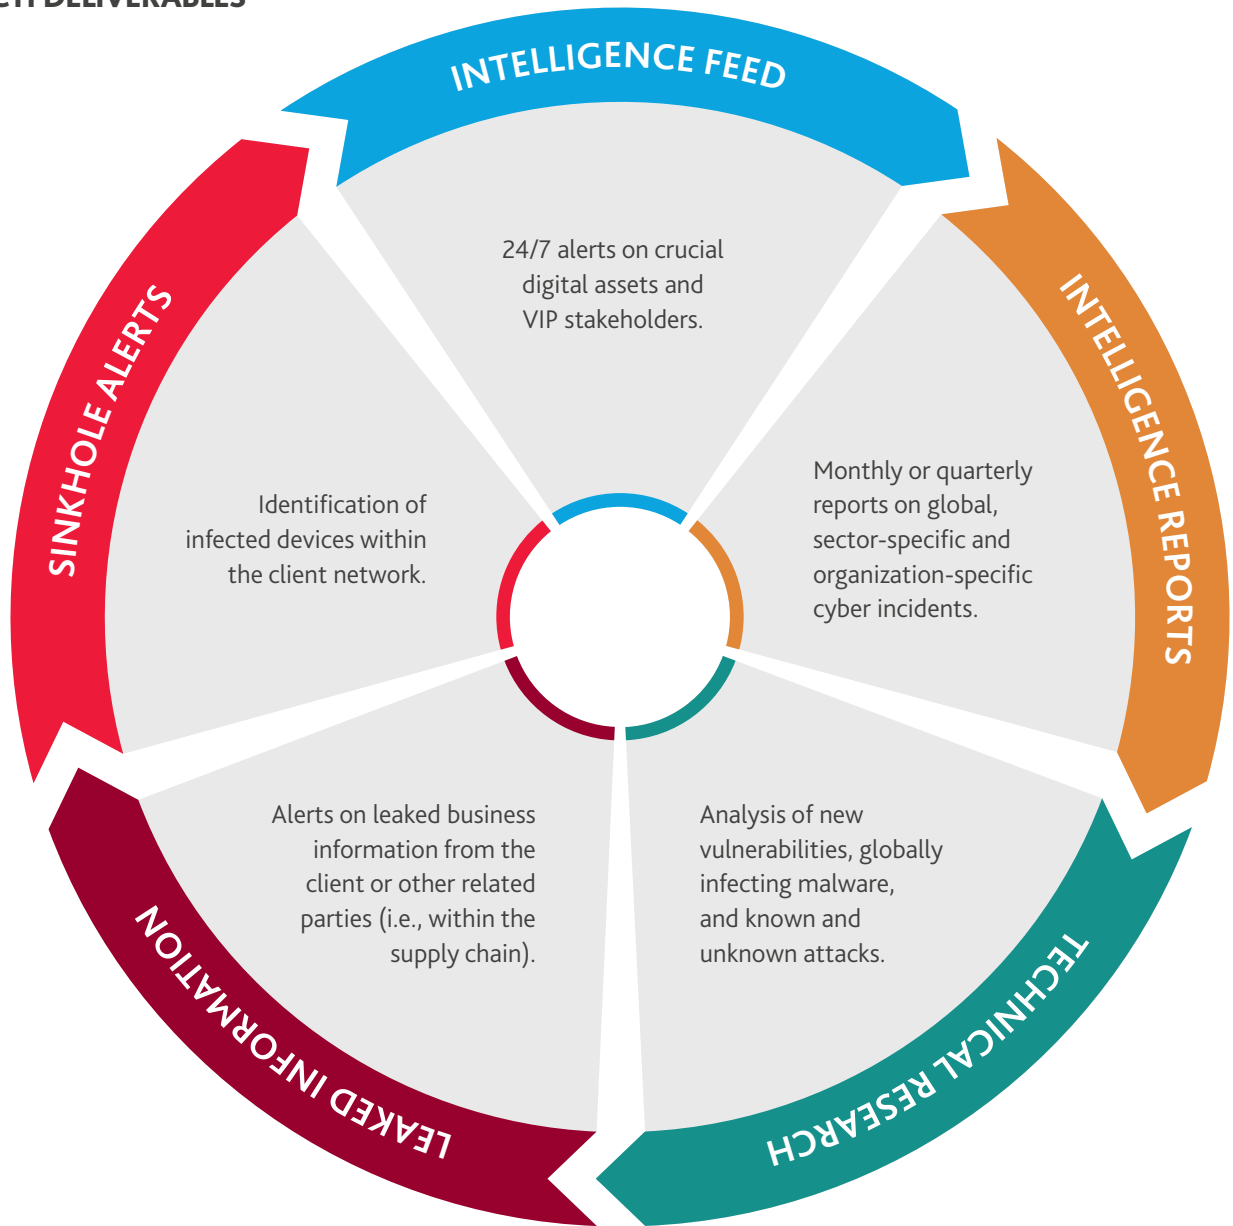 CTI DELIVERABLES
INTELLIGENCE FEED
24/7 alerts on crucial
digital assets and
VIP stakeholders.
INTELLIGENCE REPORTS
Monthly or quarterly
reports on global,
sector-specific and
organization-specific
cyber incidents.
TECHNICAL RESEARCH
Analysis of new
vulnerabilities, globally
infecting malware,
and known and
unknown attacks.
LEAKED INFORMATION
Alerts on leaked business
information from the
client or other related
parties (i.e., within the
supply chain).
SINKHOLE ALERTS
Identification of
infected devices within
the client network.